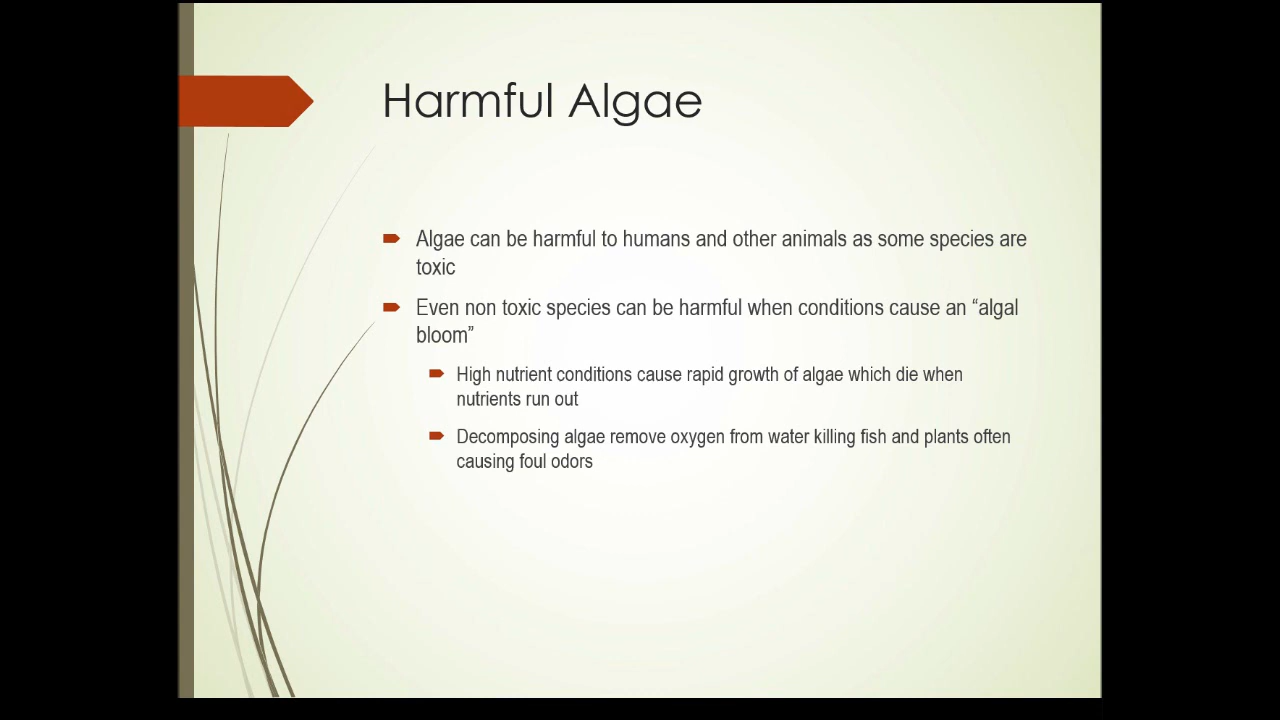 Harmful Algae
Algae can be harmful to humans and other animals as some species are
toxic
Even non toxic species can be harmful when conditions cause an “algal
bloom”
High nutrient conditions cause rapid growth of algae which die when
nutrients run out
Decomposing algae remove oxygen from water killing fish and plants often
causing foul odors